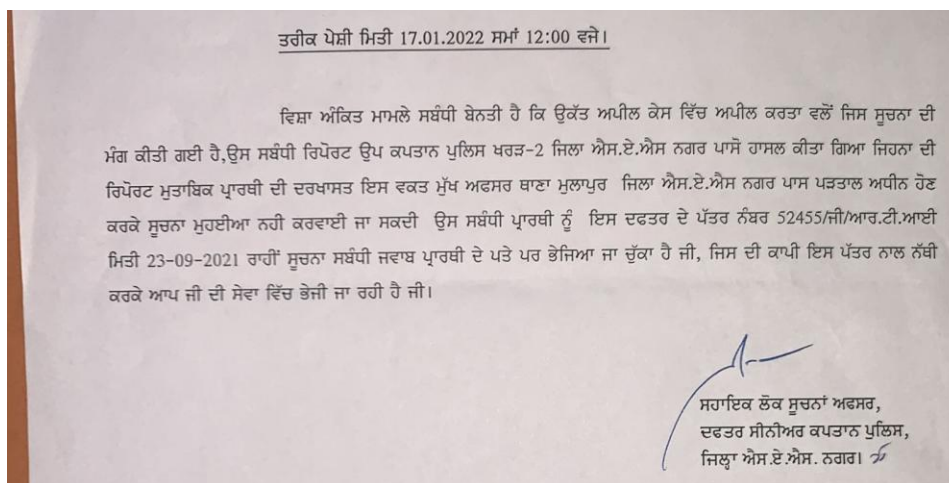 ਤਰੀਕ ਪੇਸ਼ੀ ਮਿਤੀ 17.01.2022 ਸਮਾਂ 12:00 ਵਜੇ।
ਵਿਸ਼ਾ ਅੰਕਿਤ ਮਾਮਲੇ ਸਬੰਧੀ ਬੇਨਤੀ ਹੈ ਕਿ ਉਕੱਤ ਅਪੀਲ ਕੇਸ ਵਿੱਚ ਅਪੀਲ ਕਰਤਾ ਵਲੋਂ ਜਿਸ ਸੂਚਨਾ ਦੀ
ਮੰਗ ਕੀਤੀ ਗਈ ਹੈ,ਉਸ ਸਬੰਧੀ ਰਿਪੋਰਟ ਉਪ ਕਪਤਾਨ ਪੁਲਿਸ ਖਰੜ-2 ਜਿਲਾ ਐਸ.ਏ.ਐਸ ਨਗਰ ਪਾਸੋ ਹਾਸਲ ਕੀਤਾ ਗਿਆ ਜਿਹਨਾ ਦੀ
ਰਿਪੋਰਟ ਮੁਤਾਬਿਕ ਪ੍ਰਾਰਥੀ ਦੀ ਦਰਖਾਸਤ ਇਸ ਵਕਤ ਮੁੱਖ ਅਫਸਰ ਥਾਣਾ ਮੁਲਾਪੁਰ ਜਿਲਾ ਐਸ.ਏ.ਐਸ ਨਗਰ ਪਾਸ ਪੜਤਾਲ ਅਧੀਨ ਹੋਣ
ਕਰਕੇ ਸੂਚਨਾ ਮੁਹਈਆ ਨਹੀ ਕਰਵਾਈ ਜਾ ਸਕਦੀ ਉਸ ਸਬੰਧੀ ਪ੍ਰਾਰਥੀ ਨੂੰ ਇਸ ਦਫਤਰ ਦੇ ਪੱਤਰ ਨੰਬਰ 52455/ਜੀ/ਆਰ.ਟੀ.ਆਈ
ਮਿਤੀ 23-09-2021 ਰਾਹੀਂ ਸੂਚਨਾ ਸਬੰਧੀ ਜਵਾਬ ਪ੍ਰਾਰਥੀ ਦੇ ਪਤੇ ਪਰ ਭੇਜਿਆ ਜਾ ਚੁੱਕਾ ਹੈ ਜੀ, ਜਿਸ ਦੀ ਕਾਪੀ ਇਸ ਪੱਤਰ ਨਾਲ ਨੱਥੀ
ਕਰਕੇ ਆਪ ਜੀ ਦੀ ਸੇਵਾ ਵਿੱਚ ਭੇਜੀ ਜਾ ਰਹੀ ਹੈ ਜੀ।
ਸਹਾਇਕ ਲੋਕ ਸੂਚਨਾਂ ਅਫਸਰ,
ਦਫਤਰ ਸੀਨੀਅਰ ਕਪਤਾਨ ਪੁਲਿਸ,
ਜਿਲ੍ਹਾ ਐਸ.ਏ.ਐਸ. ਨਗਰ।